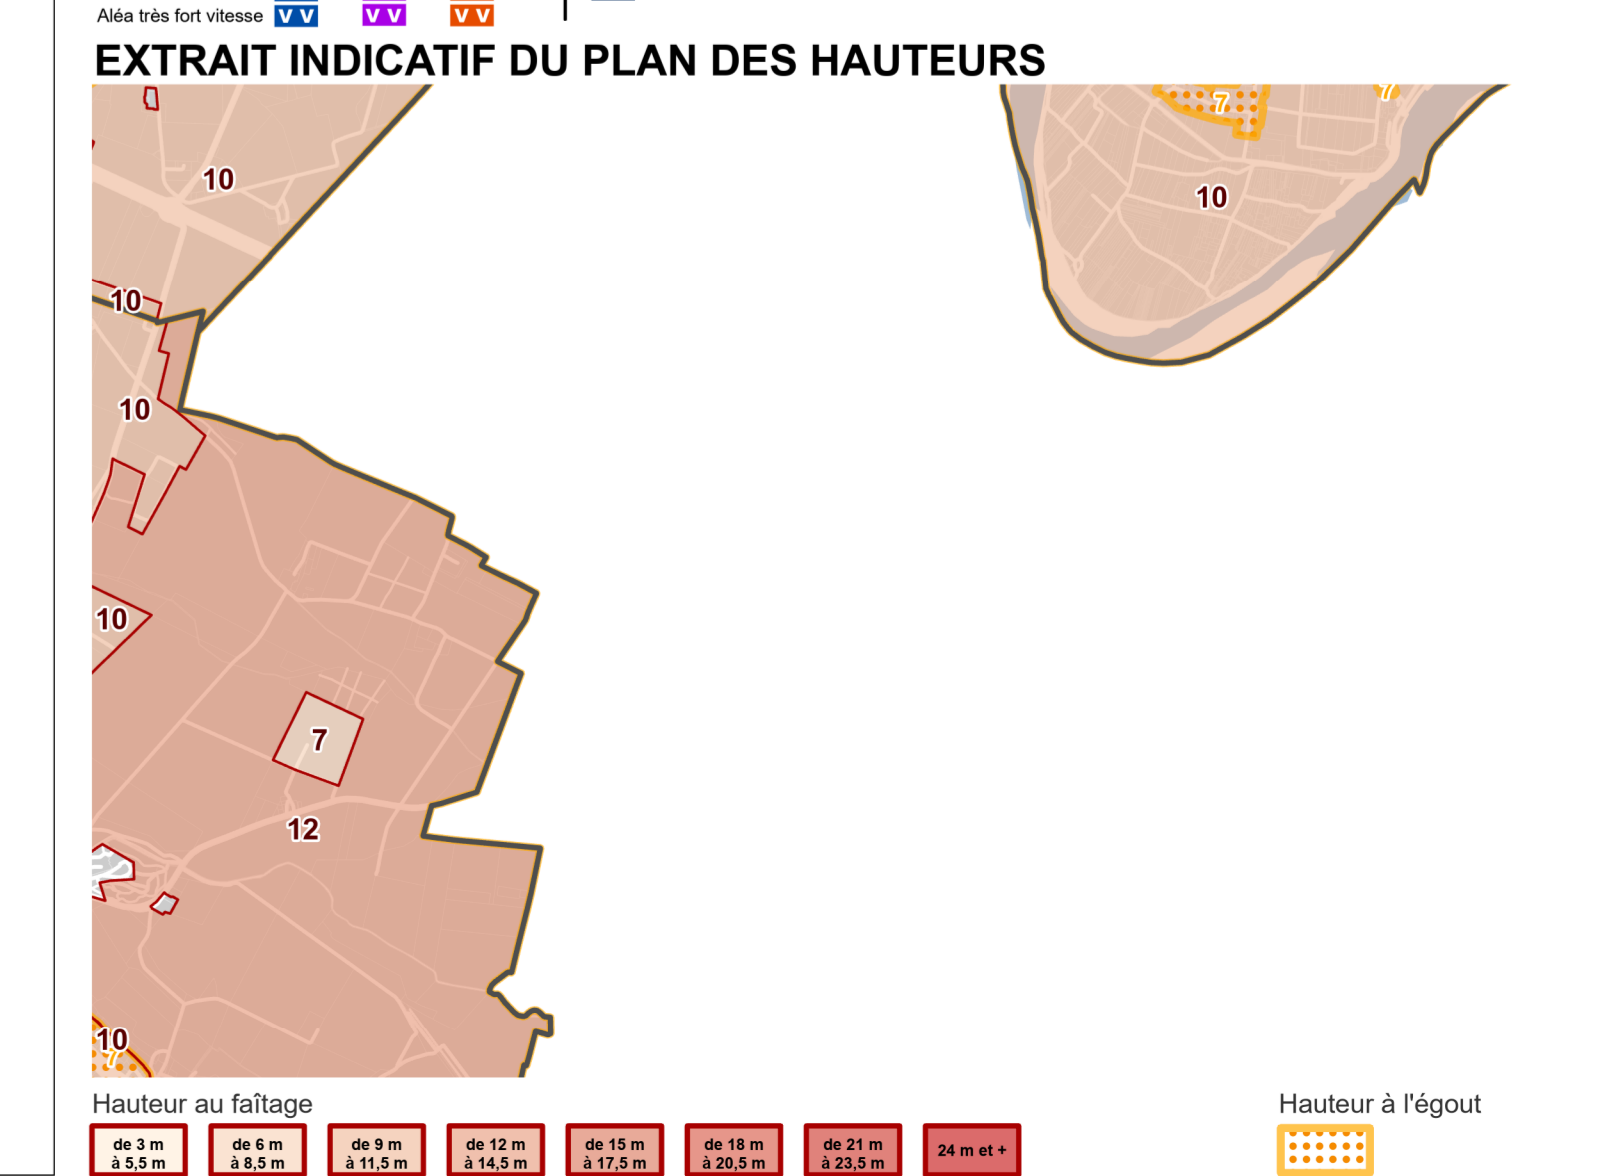 Aléa très fort vitesse V V V V V V
EXTRAIT INDICATIF DU PLAN DES HAUTEURS
7
7
10
10
10
10
10
7
12
10
7
Hauteur au faîtage
Hauteur à l'égout
de 3 m
à 5,5 m
de 6 m
à 8,5 m
de 9 m
à 11,5 m
de 12 m
à 14,5 m
de 15 m
à 17,5 m
de 18 m
à 20,5 m
de 21 m
à 23,5 m
24 m et +